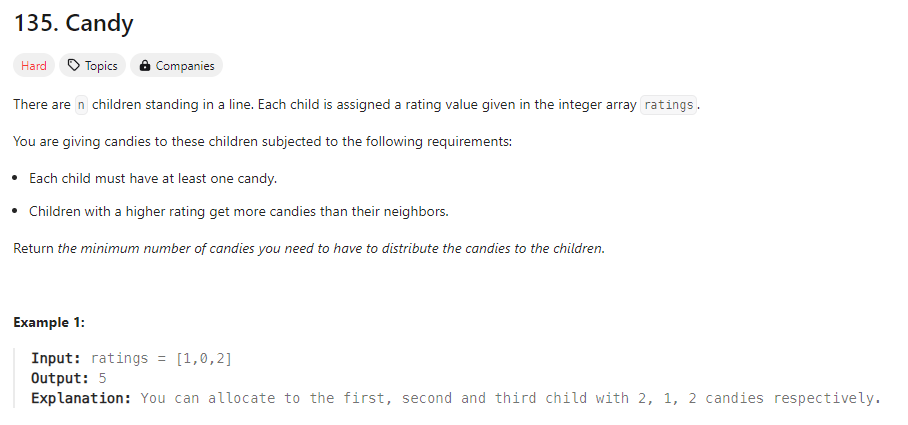 135. Candy
Hard Topics Companies
There are n children standing in a line. Each child is assigned a rating value given in the integer array ratings.
You are giving candies to these children subjected to the following requirements:
• Each child must have at least one candy.
• Children with a higher rating get more candies than their neighbors.
Return the minimum number of candies you need to have to distribute the candies to the children.
Example 1:
Input: ratings = [1,0,2]
Output: 5
Explanation: You can allocate to the first, second and third child with 2, 1, 2 candies respectively.